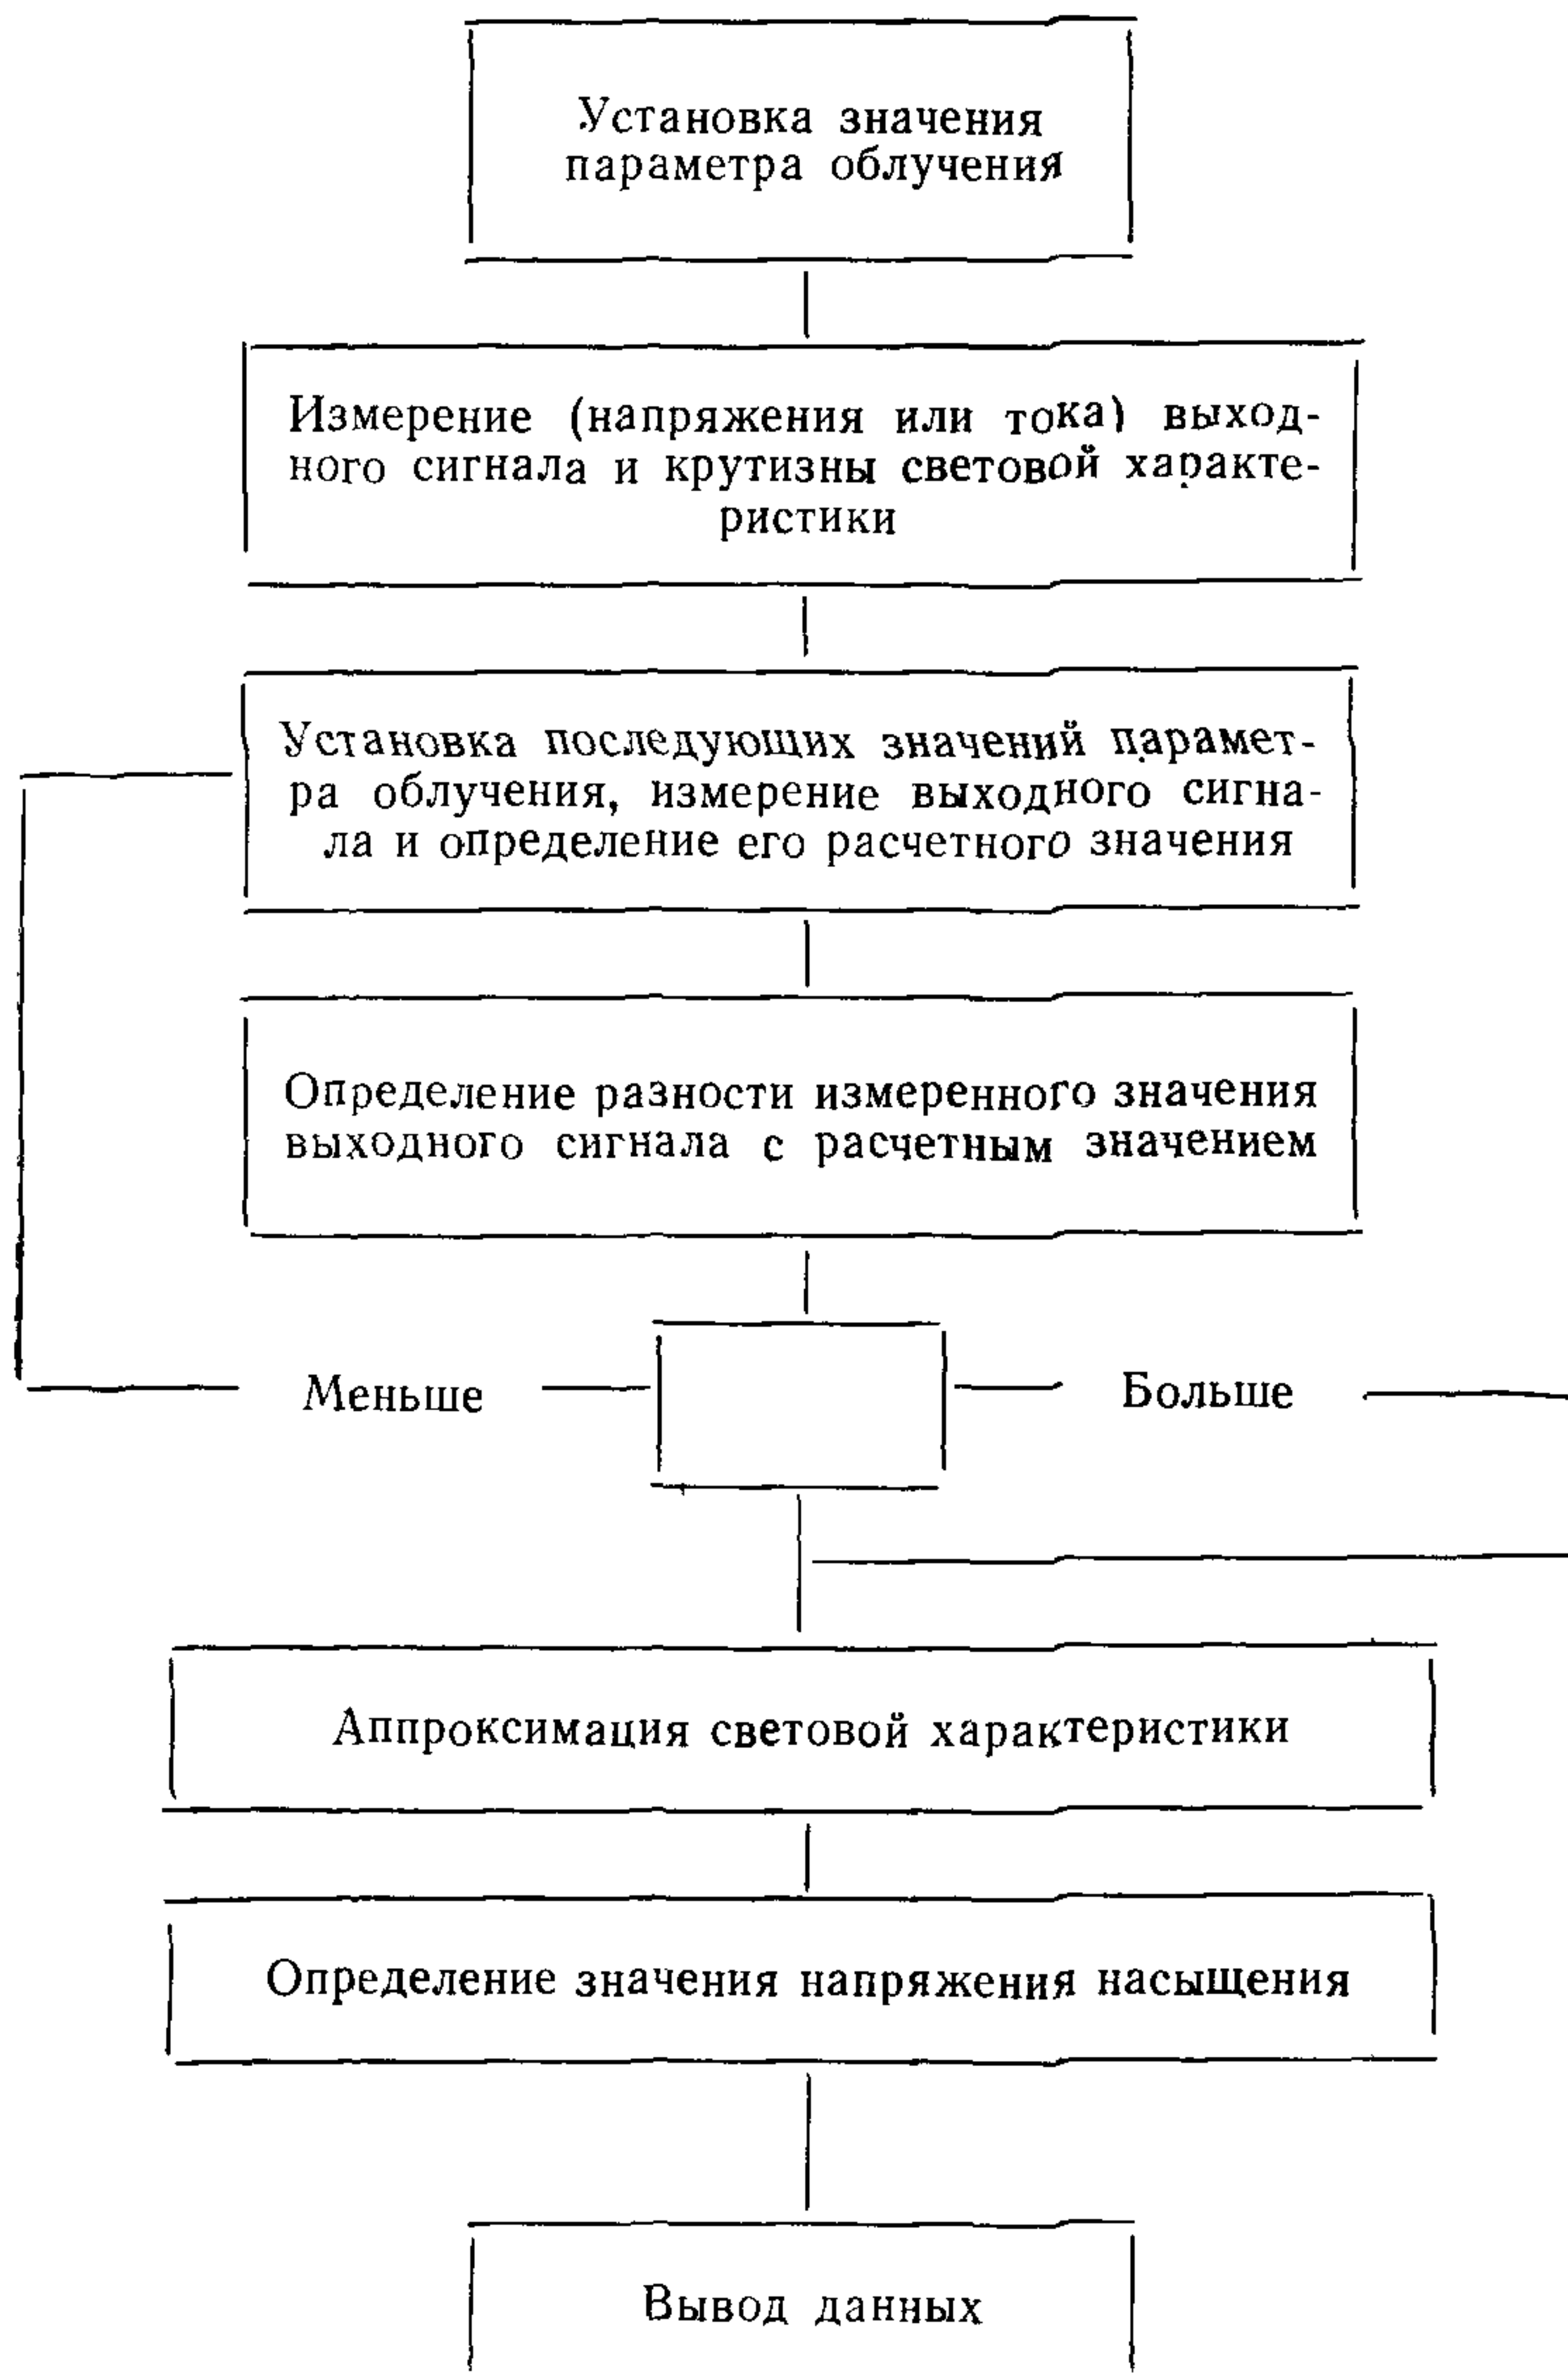 Установка значения
параметра облучения
Измерение (напряжения или тока) выход-
ного сигнала и крутизны световой характе-
ристики
Установка последующих значений парамет-
ра облучения, измерение выходного сигна-
ла и определение его расчетного значения
Определение разности измеренного значения
выходного сигнала с расчетным значением
Меньше
Больше
Аппроксимация световой характеристики
Определение значения напряжения насыщения
Вывод данных